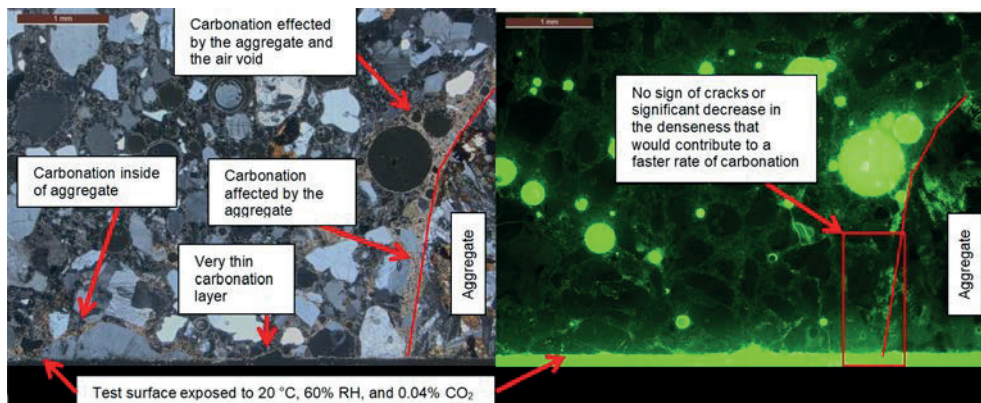 1 mm
Carbonation effected
by the aggregate and
the air void
Carbonation inside
of aggregate
Carbonation
affected by the
aggregate
Very thin
carbonation
layer
Aggregate
1 mm
No sign of cracks or
significant decrease in
the denseness that
would contribute to a
faster rate of carbonation
Aggregate
Test surface exposed to 20 °C, 60% RH, and 0.04% CO₂